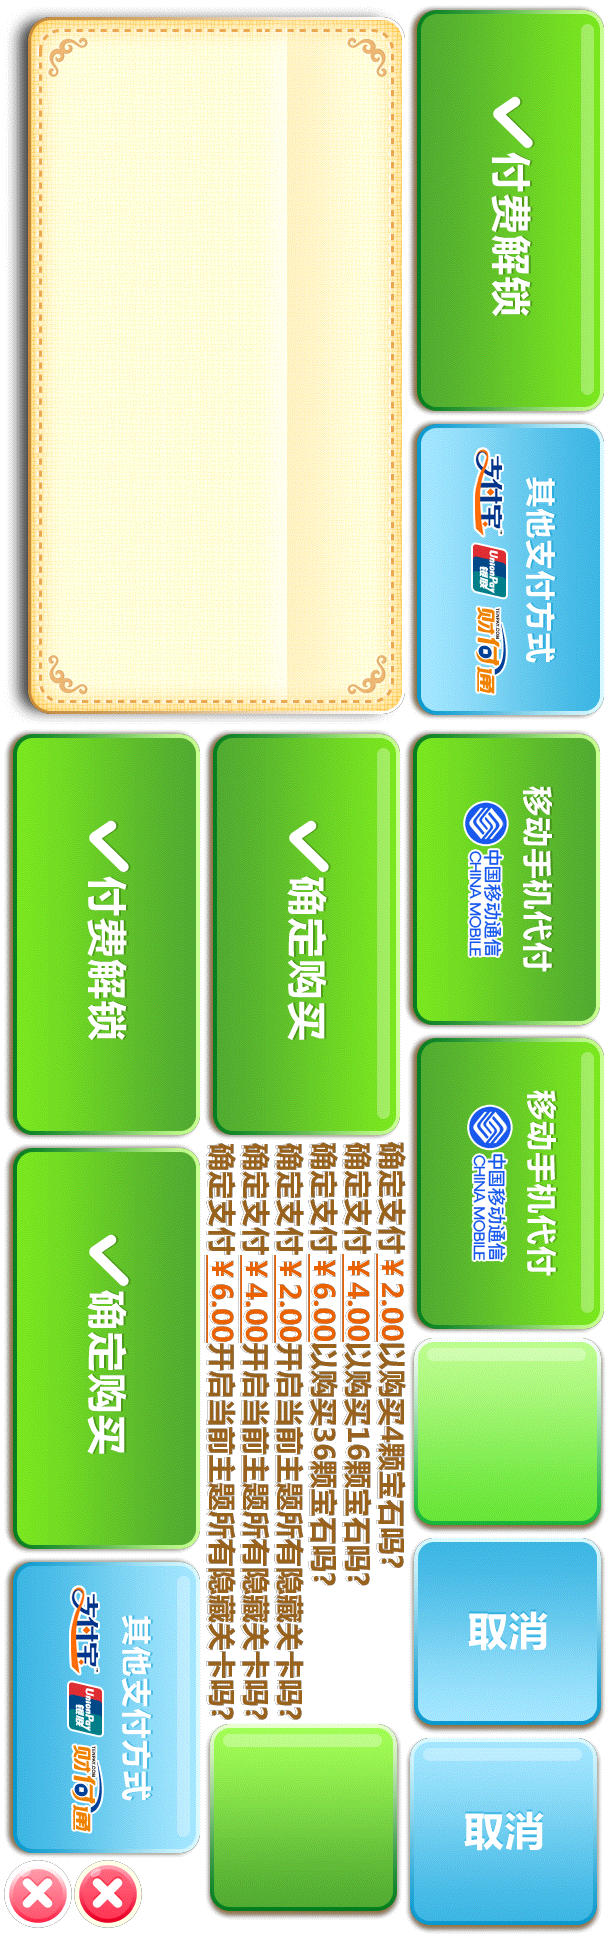 付费解锁
其他支付方式
支付宝
UnionPay
银联
TENPAY.COM
财付通
付费解锁
确定购买
移动手机代付
中国移动通信
CHINA MOBILE
移动手机代付
中国移动通信
CHINA MOBILE
确定支付￥2.00以购买4颗宝石吗?
确定支付￥4.00以购买16颗宝石吗?
确定支付￥6.00以购买36颗宝石吗?
确定支付￥2.00开启当前主题所有隐藏关卡吗?
确定支付￥4.00开启当前主题所有隐藏关卡吗?
确定支付￥6.00开启当前主题所有隐藏关卡吗?
确定购买
其他支付方式
支付宝
UnionPay
银联
TENPAY.COM
财付通
取消
取消